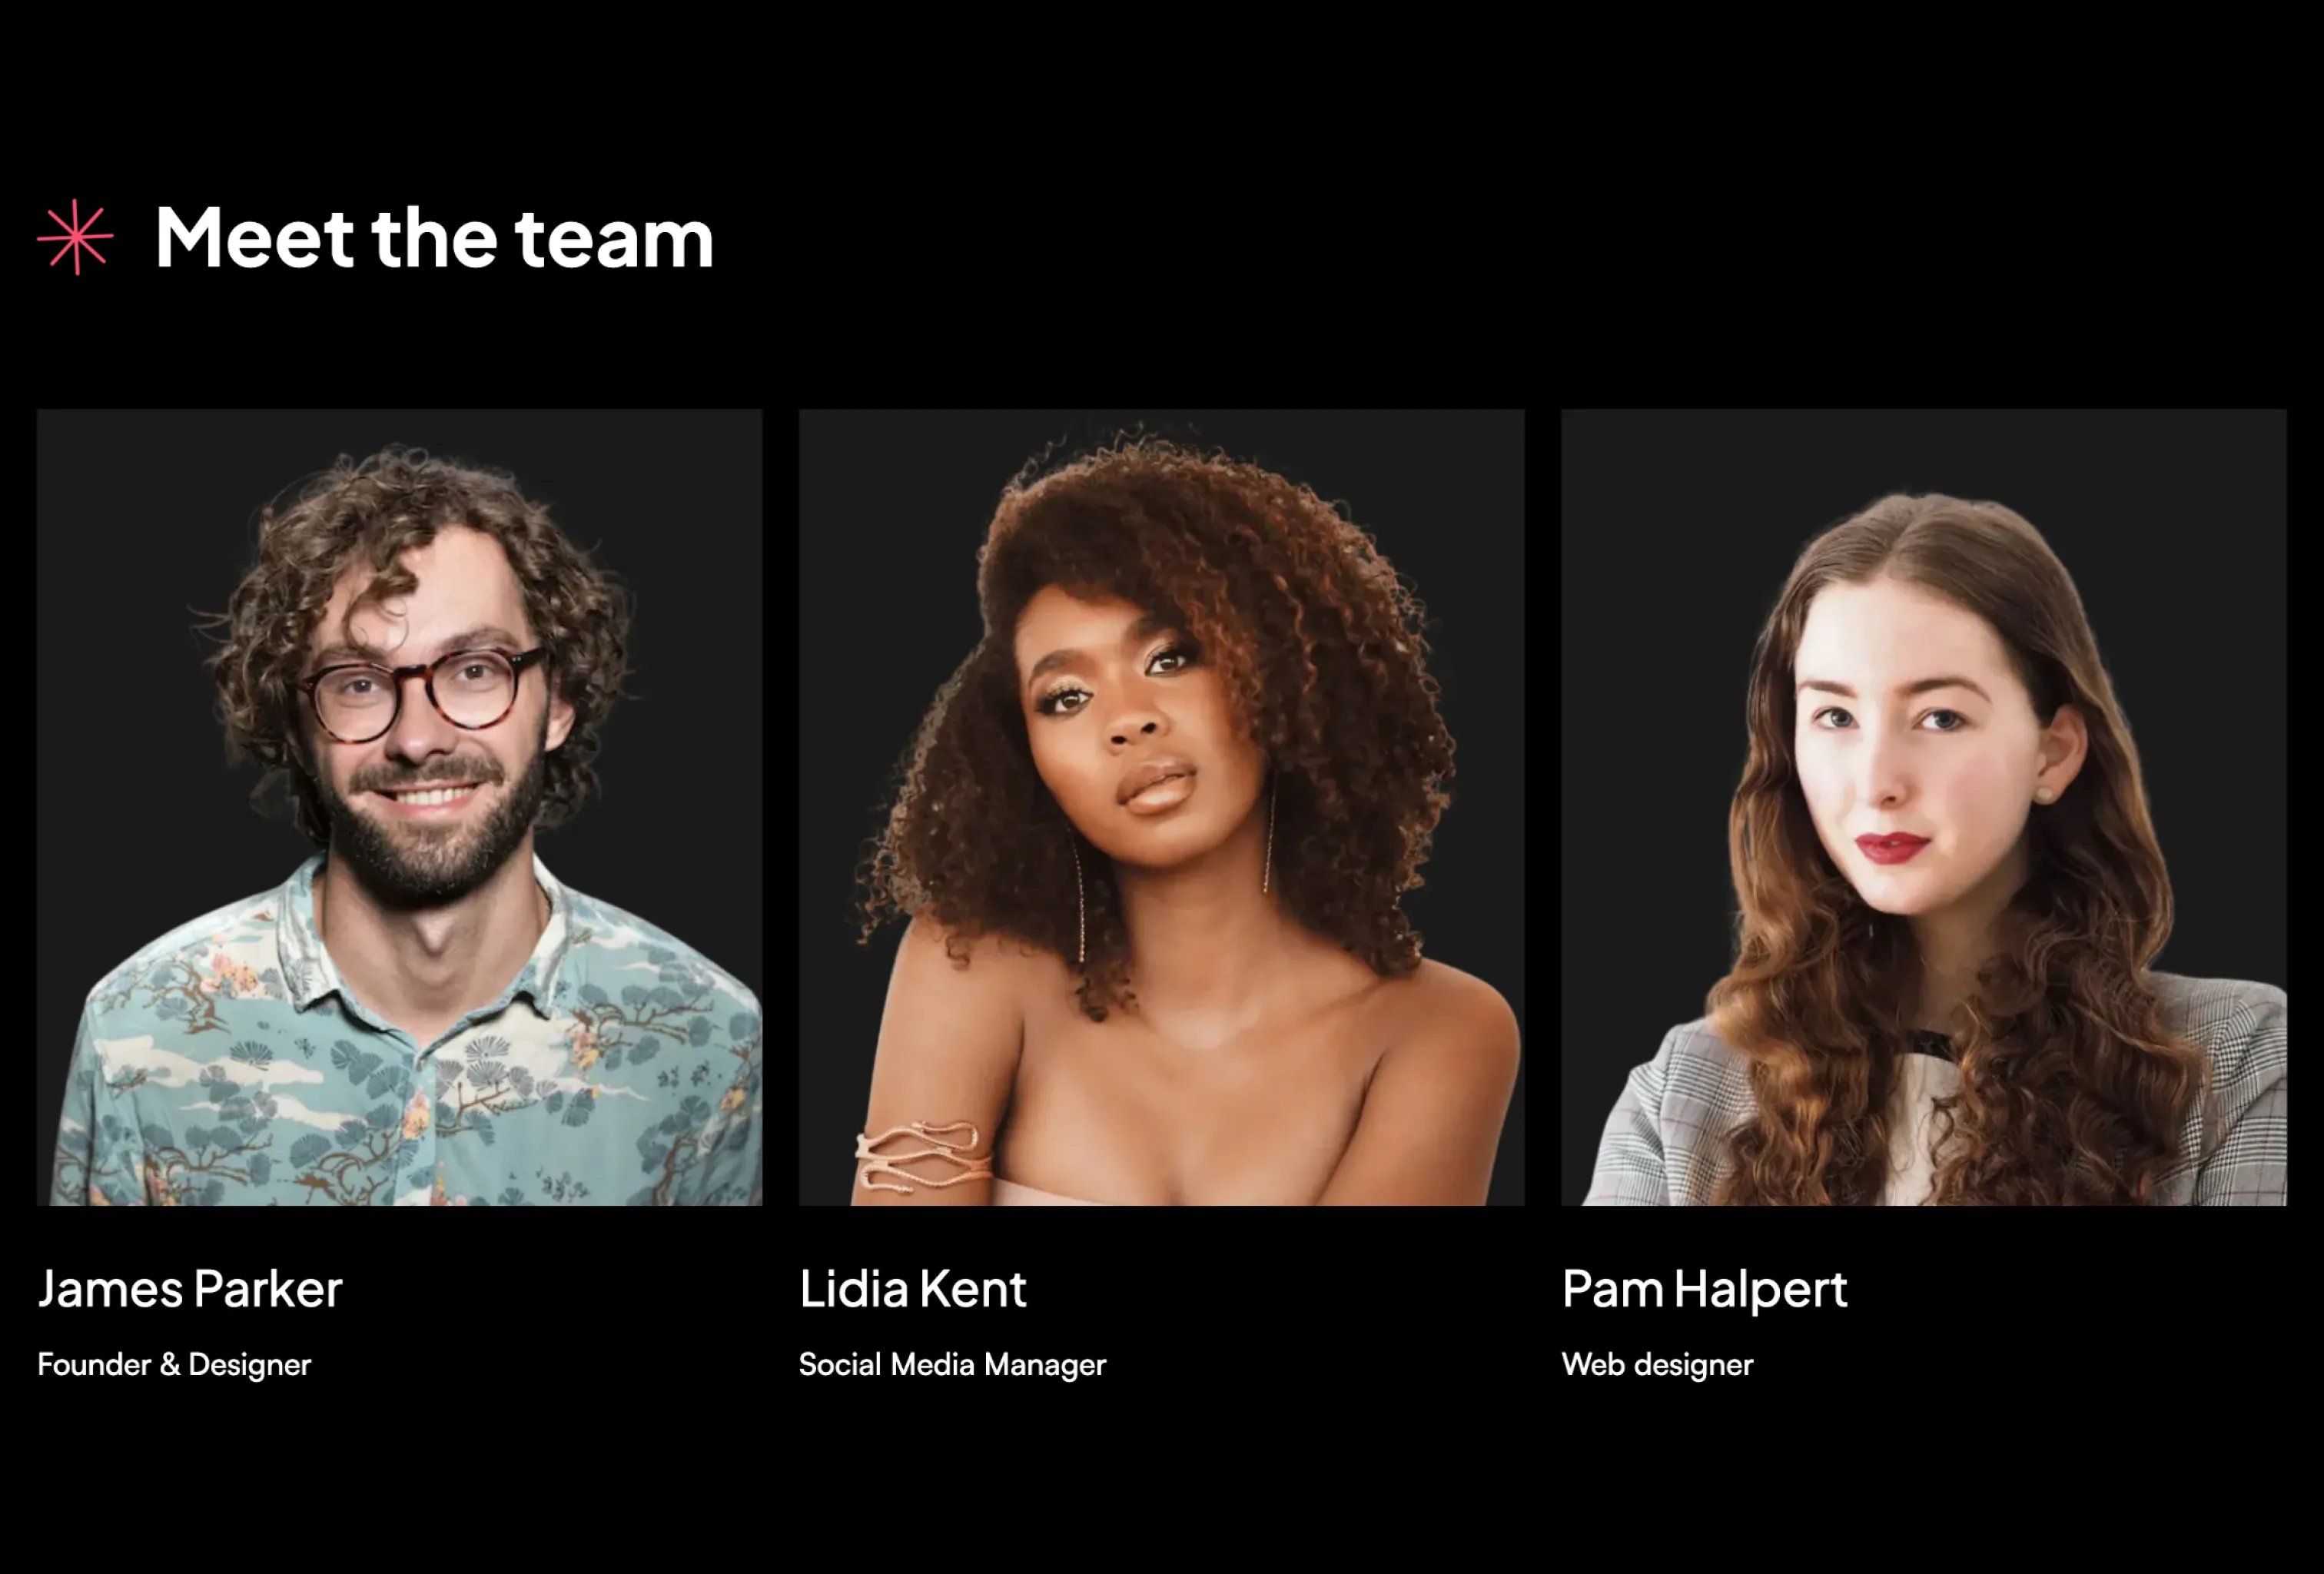 Meet the team
James Parker
Founder & Designer
Lidia Kent
Social Media Manager
Pam Halpert
Web designer